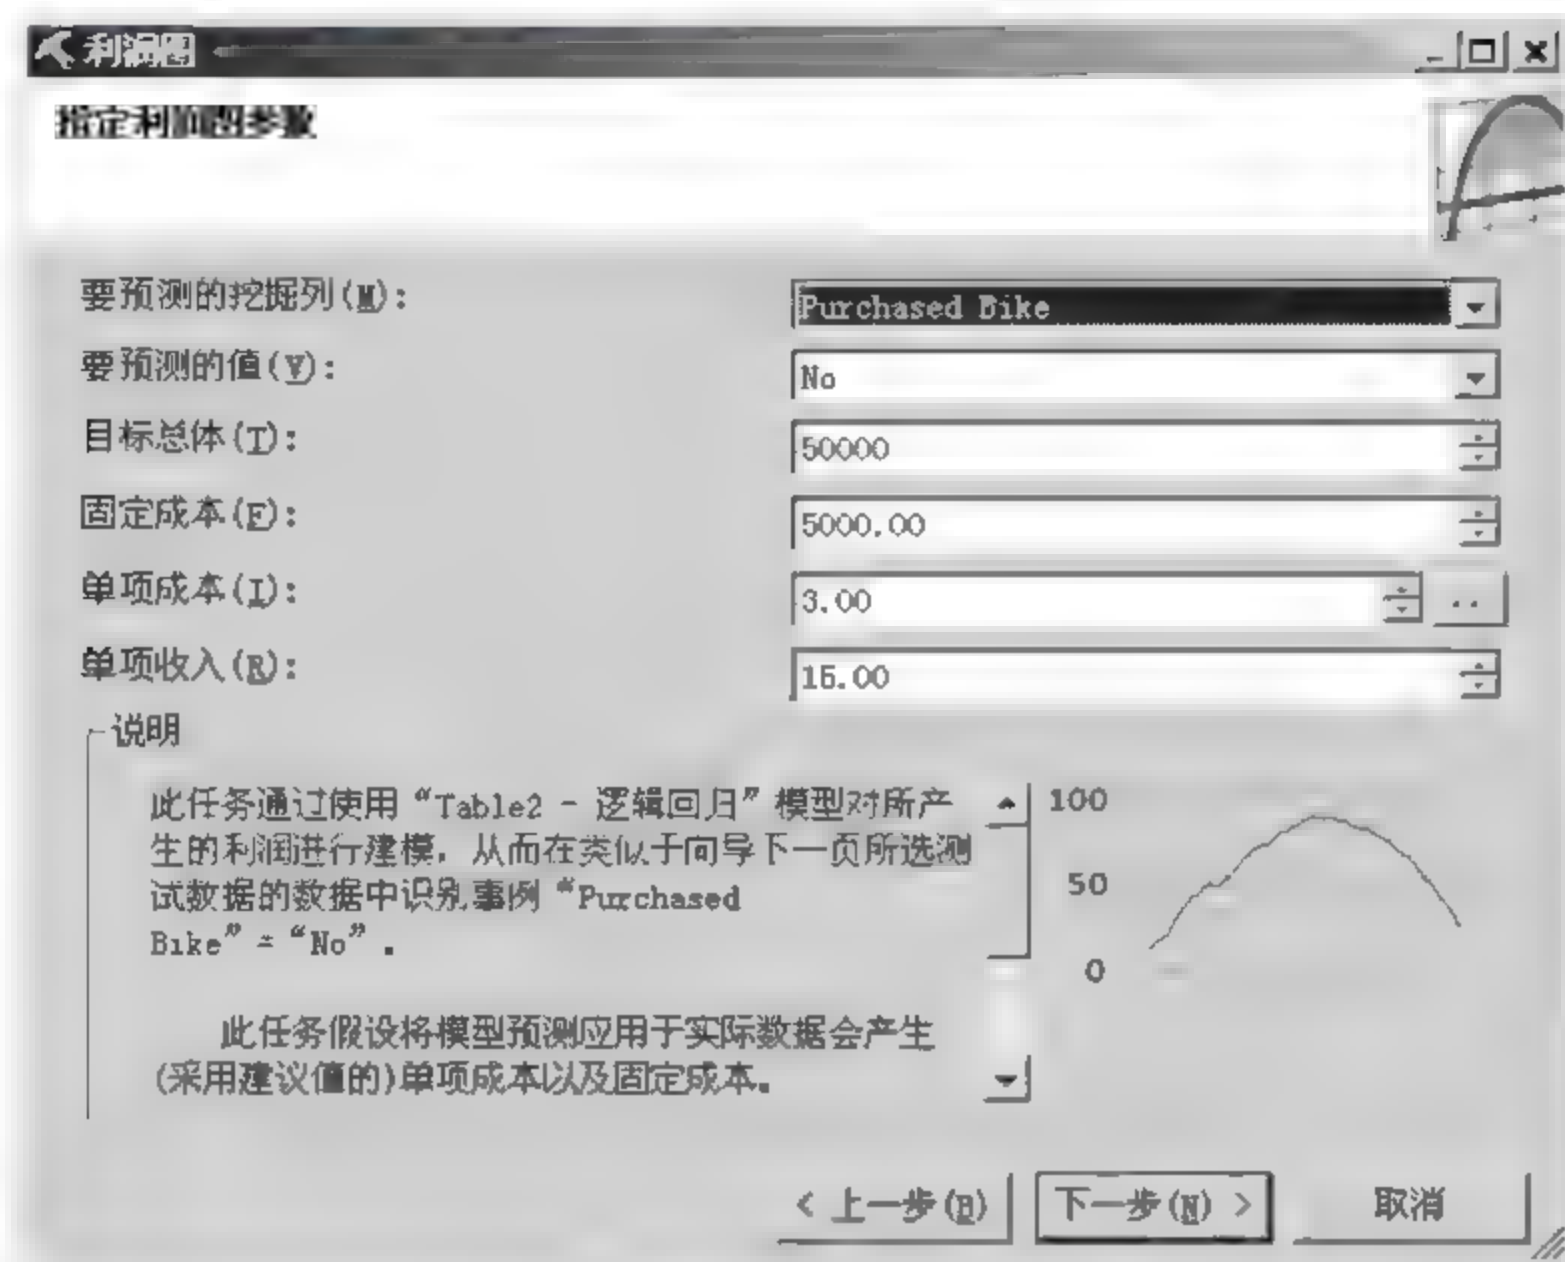 利润图
指定利润图参数
要预测的挖掘列(M):
Purchased Bike
要预测的值(V):
No
目标总体(T):
50000
固定成本(F):
5000.00
单项成本(I):
3.00
..
单项收入(R):
15.00
说明
此任务通过使用“Table2 - 逻辑回归”模型对所产
生的利润进行建模，从而在类似于向导下一页所选测
试数据的数据中识别事例“Purchased
Bike” = “No”.
此任务假设将模型预测应用于实际数据会产生
(采用建议值的)单项成本以及固定成本。
100
50
0
< 上一步(B)
下一步(N) >
取消